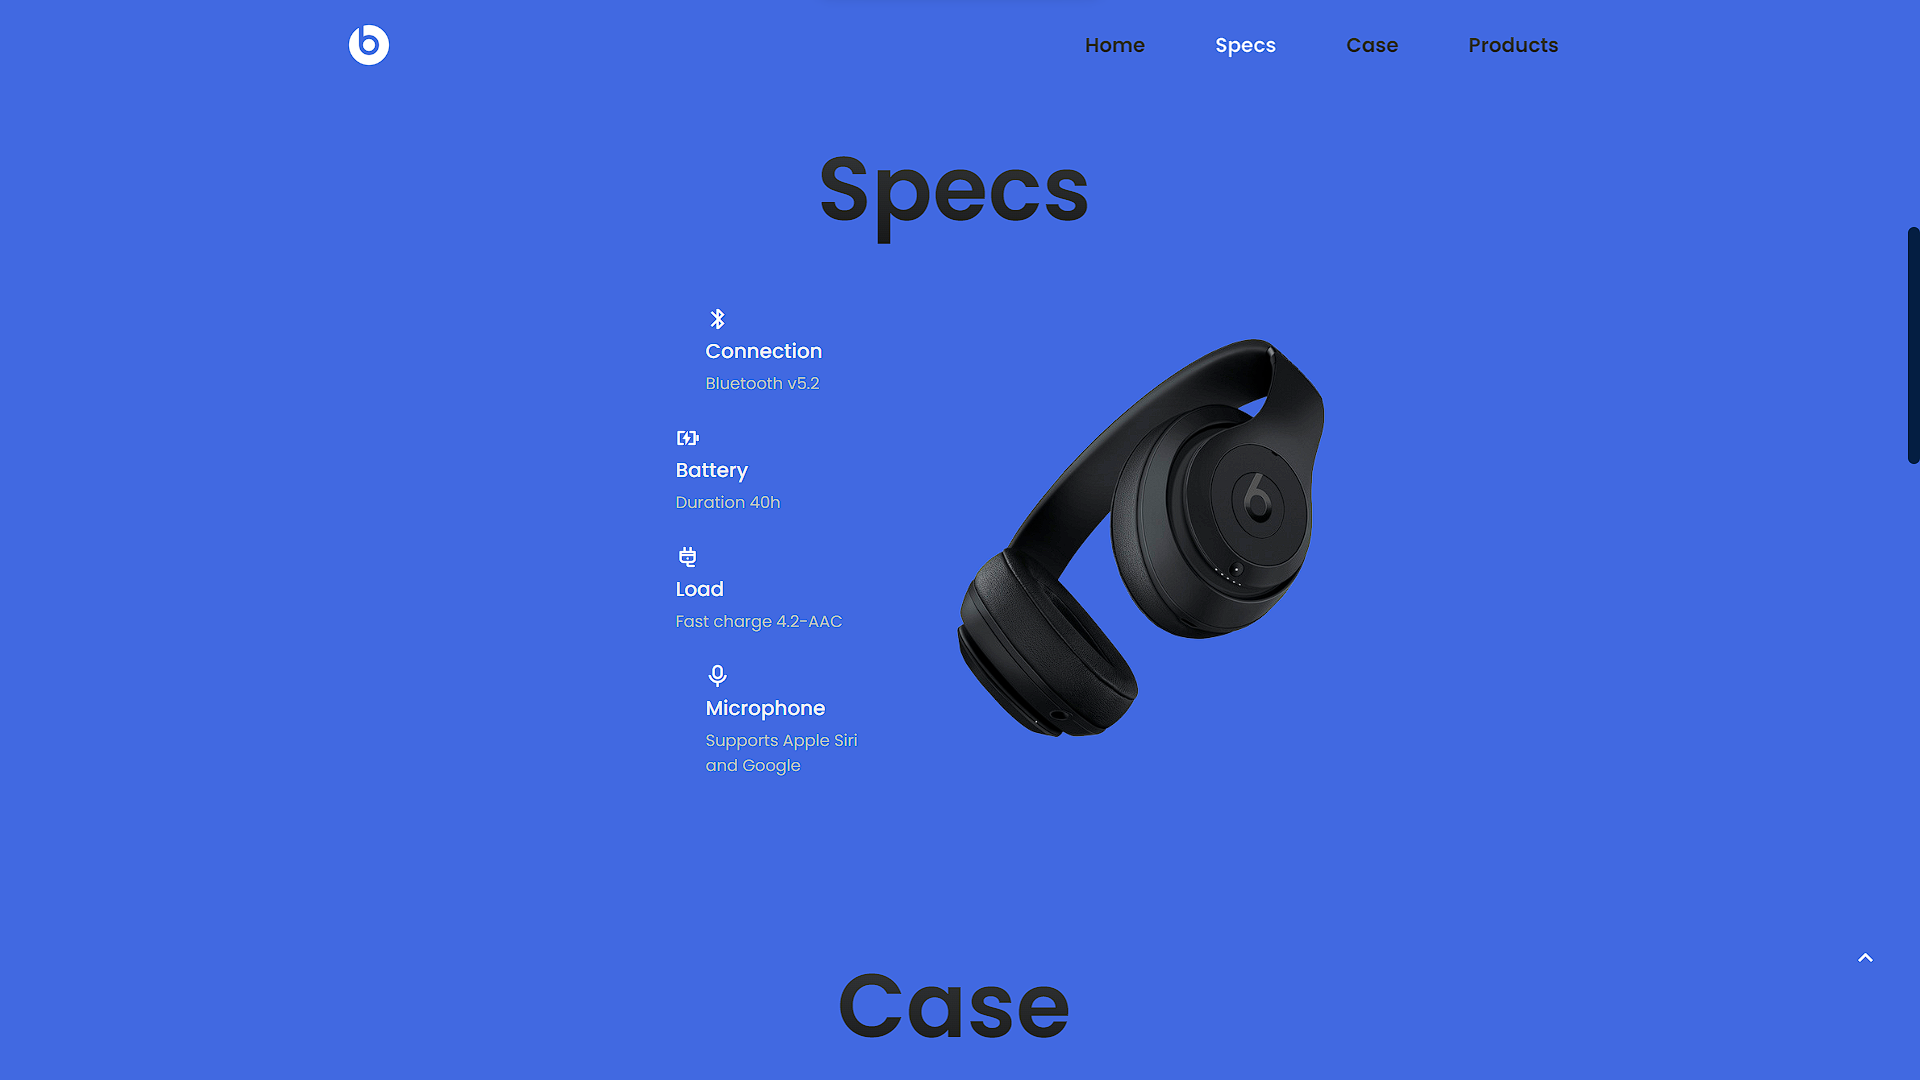 Home Specs Case Products
Specs
Connection
Bluetooth v5.2
Battery
Duration 40h
Load
Fast charge 4.2-AAC
Microphone
Supports Apple Siri
and Google
Case